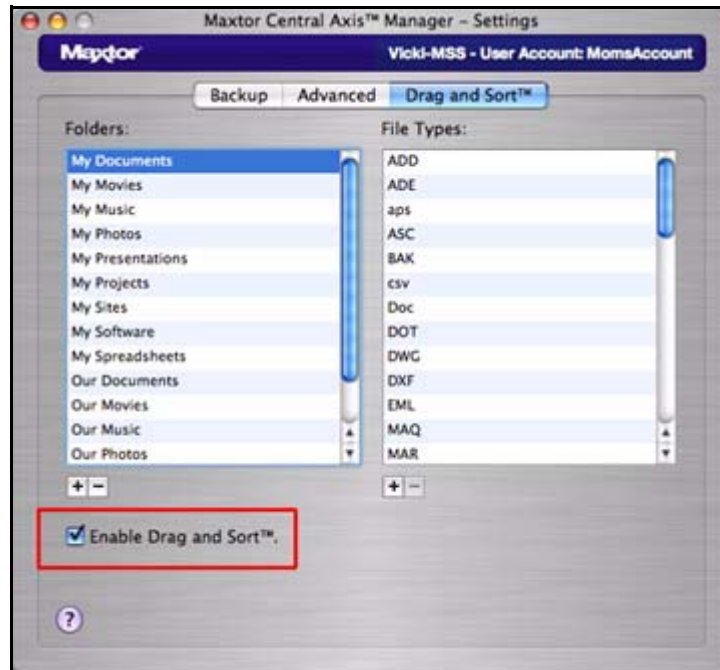 Maxtor Central Axis™ Manager – Settings
Maxtor
Vicki-MSS - User Account: MomsAccount
Backup Advanced Drag and Sort™
Folders:
My Documents
My Movies
My Music
My Photos
My Presentations
My Projects
My Sites
My Software
My Spreadsheets
Our Documents
Our Movies
Our Music
Our Photos
+ -
File Types:
ADD
ADE
aps
ASC
BAK
csv
Doc
DOT
DWG
DXF
EML
MAQ
MAR
+ -
Enable Drag and Sort™.
?